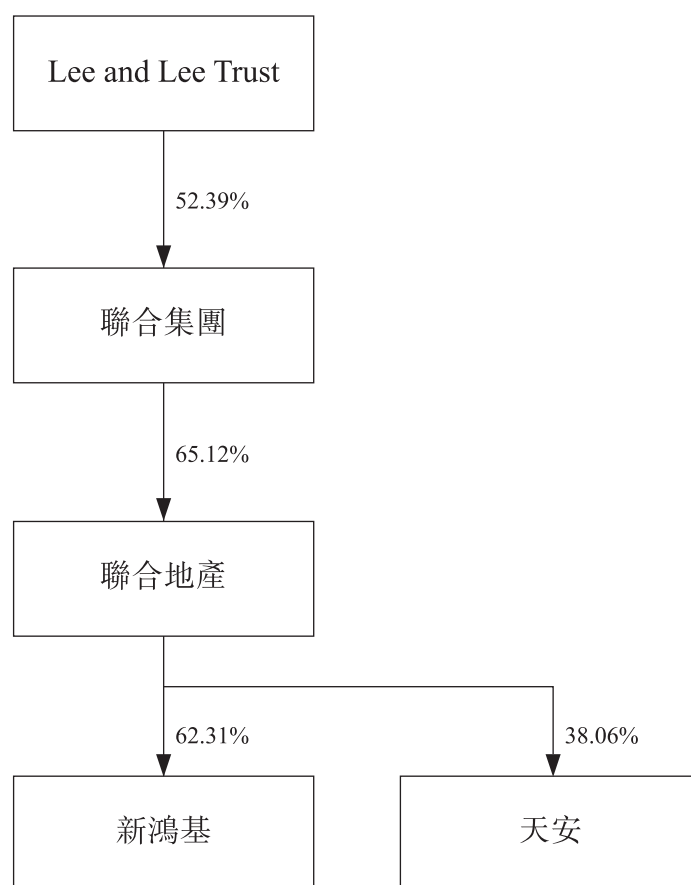 Lee and Lee Trust
52.39%
聯合集團
65.12%
聯合地產
62.31%
38.06%
新鴻基
天安